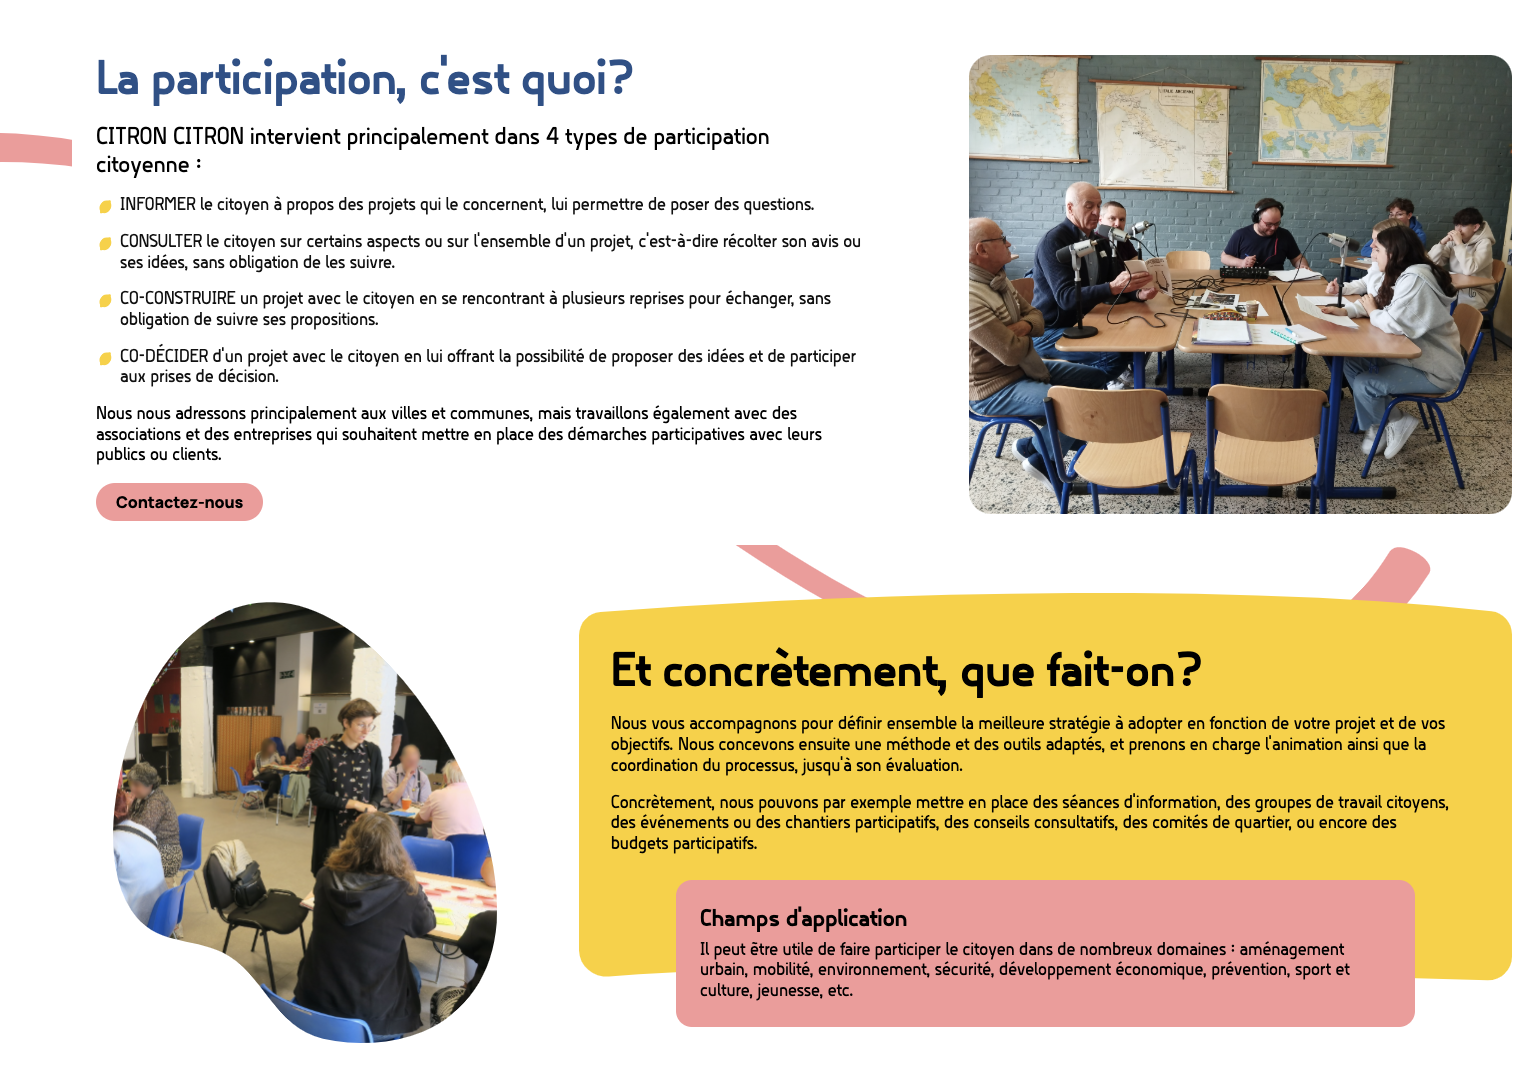 La participation, c'est quoi?
CITRON CITRON intervient principalement dans 4 types de participation
citoyenne :
INFORMER le citoyen à propos des projets qui le concernent, lui permettre de poser des questions.
CONSULTER le citoyen sur certains aspects ou sur l'ensemble d'un projet, c'est-à-dire récolter son avis ou
ses idées, sans obligation de les suivre.
CO-CONSTRUIRE un projet avec le citoyen en se rencontrant à plusieurs reprises pour échanger, sans
obligation de suivre ses propositions.
CO-DÉCIDER d'un projet avec le citoyen en lui offrant la possibilité de proposer des idées et de participer
aux prises de décision.
Nous nous adressons principalement aux villes et communes, mais travaillons également avec des
associations et des entreprises qui souhaitent mettre en place des démarches participatives avec leurs
publics ou clients.
Contactez-nous
Et concrètement, que fait-on?
Nous vous accompagnons pour définir ensemble la meilleure stratégie à adopter en fonction de votre projet et de vos
objectifs. Nous concevons ensuite une méthode et des outils adaptés, et prenons en charge l'animation ainsi que la
coordination du processus, jusqu'à son évaluation.
Concrètement, nous pouvons par exemple mettre en place des séances d'information, des groupes de travail citoyens,
des événements ou des chantiers participatifs, des conseils consultatifs, des comités de quartier, ou encore des
budgets participatifs.
Champs d'application
Il peut être utile de faire participer le citoyen dans de nombreux domaines : aménagement
urbain, mobilité, environnement, sécurité, développement économique, prévention, sport et
culture, jeunesse, etc.